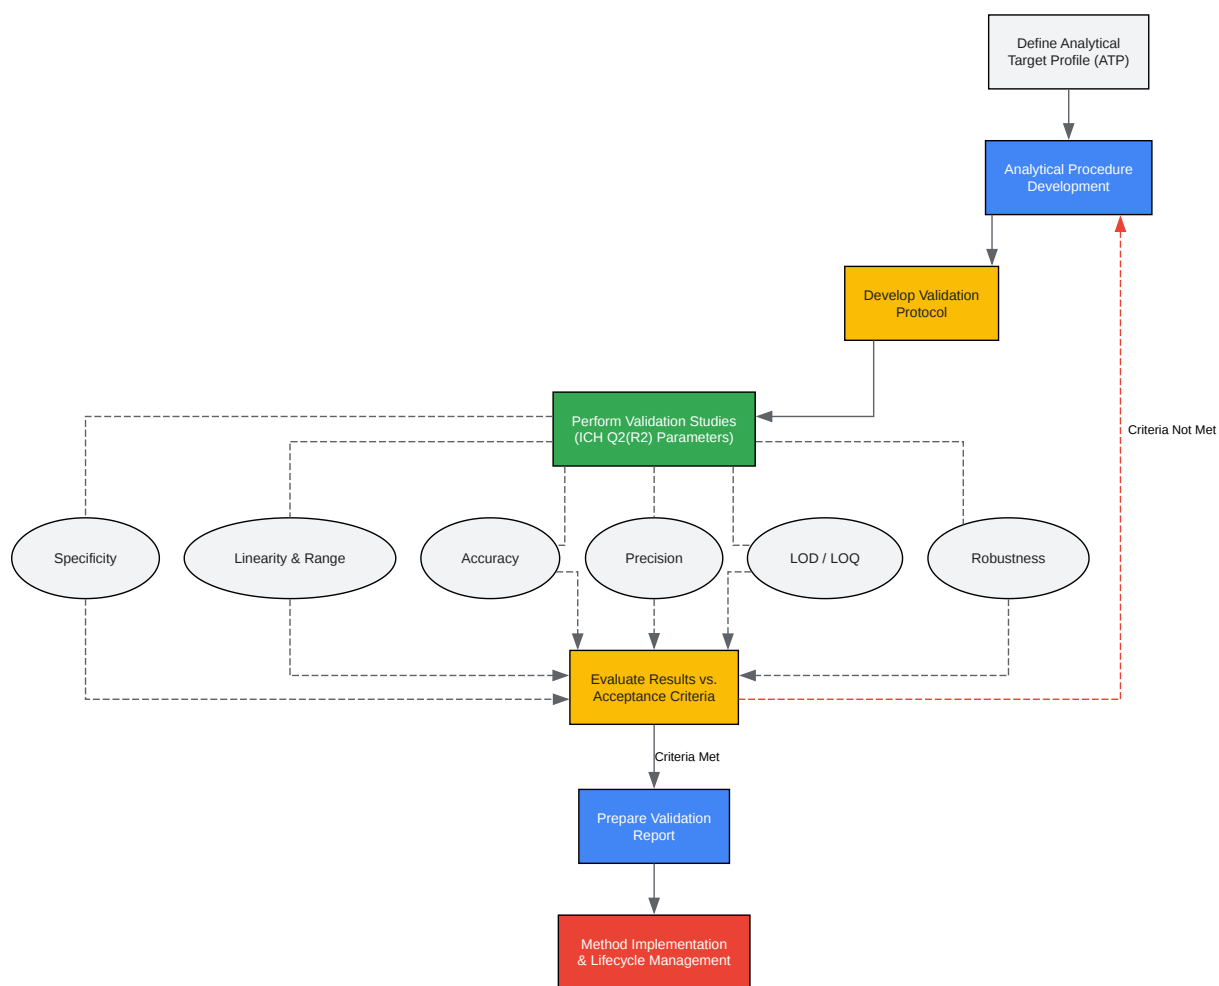 Define Analytical
Target Profile (ATP)
Analytical Procedure
Development
Develop Validation
Protocol
Perform Validation Studies
(ICH Q2(R2) Parameters)
Criteria Not Met
Specificity
Linearity & Range
Accuracy
Precision
LOD / LOQ
Robustness
Evaluate Results vs.
Acceptance Criteria
Criteria Met
Prepare Validation
Report
Method Implementation
& Lifecycle Management